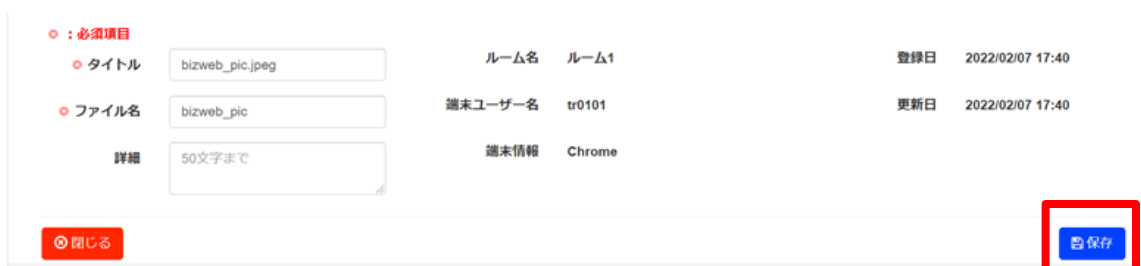 ：必須項目
タイトル bizweb_pic.jpeg ルーム名 ルーム1 登録日 2022/02/07 17:40
ファイル名 bizweb_pic 端末ユーザー名 tr0101 更新日 2022/02/07 17:40
詳細 50文字まで 端末情報 Chrome
閉じる 保存